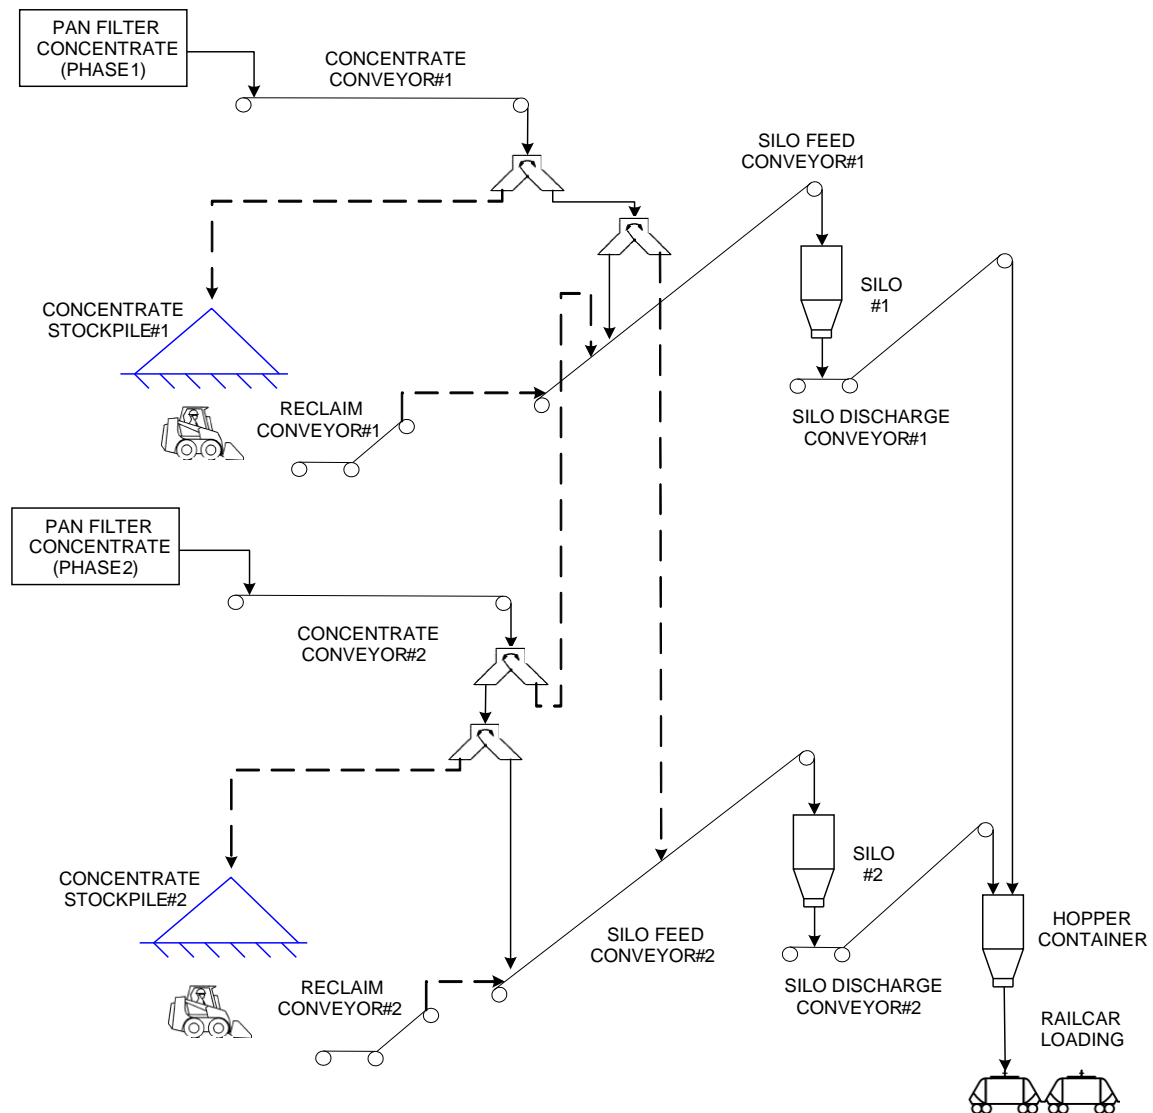 PAN FILTER
CONCENTRATE
(PHASE1)
CONCENTRATE
CONVEYOR#1
SILO FEED
CONVEYOR#1
CONCENTRATE
STOCKPILE#1
SILO
#1
RECLAIM
CONVEYOR#1
SILO DISCHARGE
CONVEYOR#1
PAN FILTER
CONCENTRATE
(PHASE2)
CONCENTRATE
CONVEYOR#2
CONCENTRATE
STOCKPILE#2
SILO
#2
SILO FEED
CONVEYOR#2
HOPPER
CONTAINER
RECLAIM
CONVEYOR#2
SILO DISCHARGE
CONVEYOR#2
RAILCAR
LOADING